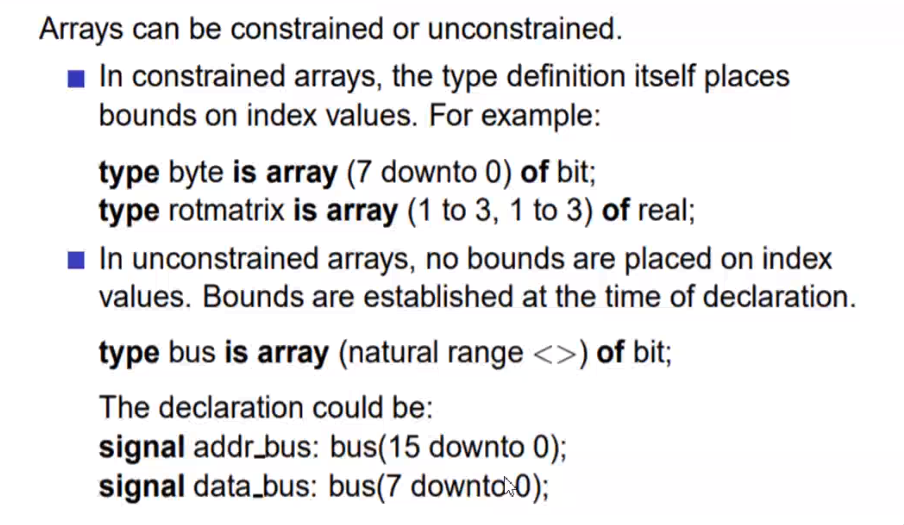 Arrays can be constrained or unconstrained.
In constrained arrays, the type definition itself places
bounds on index values. For example:
type byte is array (7 downto 0) of bit;
type rotmatrix is array (1 to 3, 1 to 3) of real;
In unconstrained arrays, no bounds are placed on index
values. Bounds are established at the time of declaration.
type bus is array (natural range <>) of bit;
The declaration could be:
signal addr_bus: bus(15 downto 0);
signal data_bus: bus(7 downto 0);